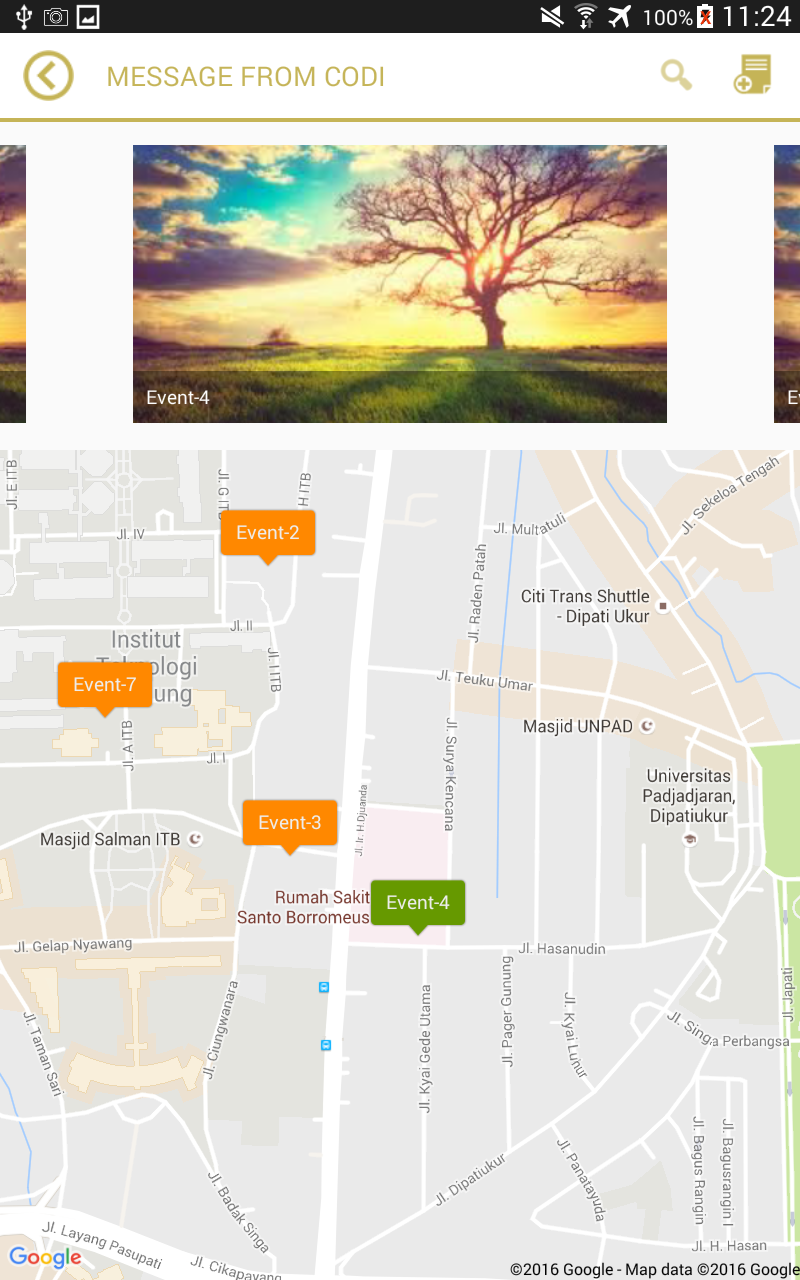 100% 11:24
MESSAGE FROM CODI
Event-4
Jl. E ITB
Jl. G ITB
H ITB
Jl. IV
Event-2
Jl. Multatuli
Jl. Sekeloa Tengah
Jl. Raden Patah
Citi Trans Shuttle
- Dipati Ukur
Jl. II
Institut
Event-7
Jl. I ITB
Jl. Teuku Umar
Jl. A ITB
Masjid UNPAD
Jl. I
Jl. Surya Kencana
Universitas
Padjadjaran,
Dipatiukur
Event-3
Jl. Ir. H.Djuanda
Masjid Salman ITB
Rumah Sakit
Santo Borromeus
Event-4
Jl. Gelap Nyawang
Jl. Hasanudin
Jl. Ciungwanara
Jl. Taman Sari
Jl. Kyai Gede Utama
Jl. Pager Gunung
Jl. Kyai Luhur
Jl. Japati
Jl. Sing
a Perbangsa
Jl. Dipatiukur
Jl. Panatayuda
Jl. Bagus Rangin
Jl. Bagusrangin I
Jl. Badak Singa
Jl. Layang Pasupati
Jl. Cikapayang
Jl. H. Hasan
Google
©2016 Google - Map data ©2016 Google